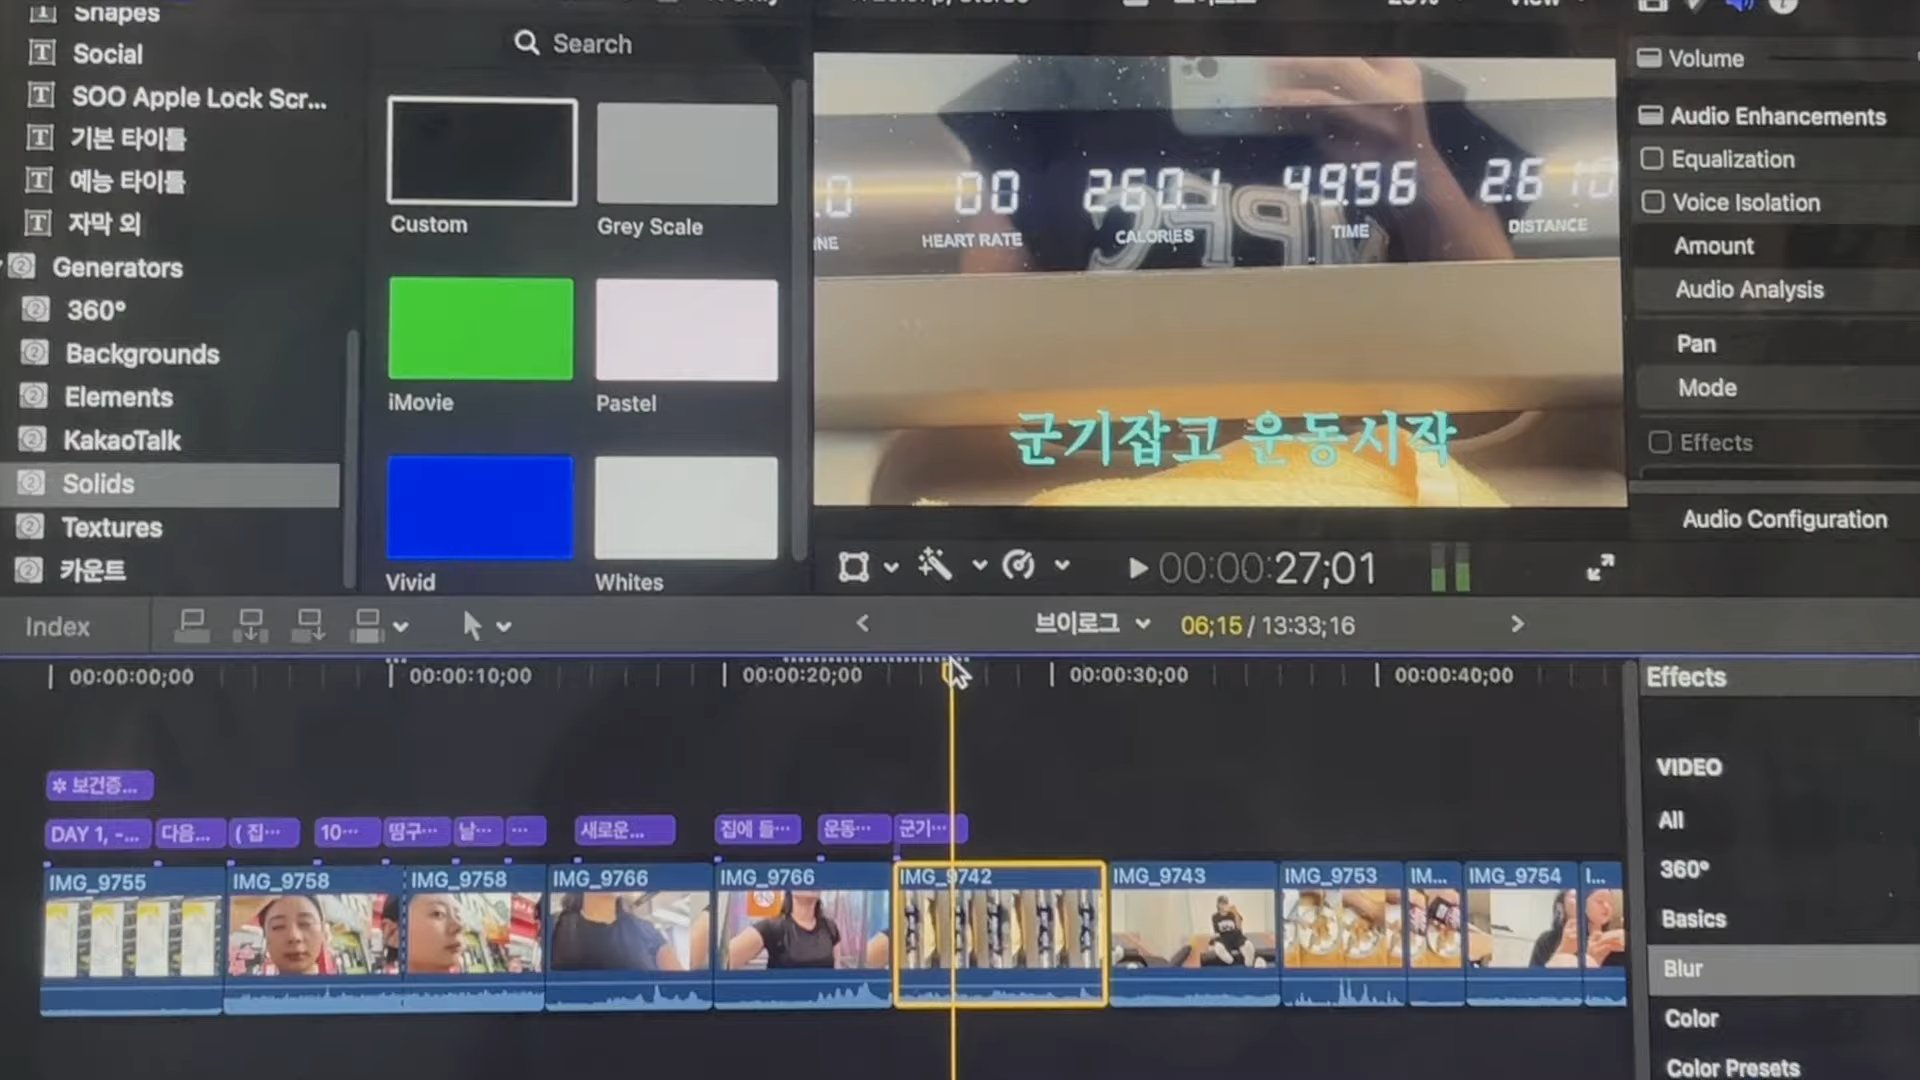 Shapes
Social
SOO Apple Lock Scr...
기본 타이틀
예능 타이틀
자막 외
Generators
360°
Backgrounds
Elements
KakaoTalk
Solids
Textures
카운트
Search
Custom
Grey Scale
iMovie
Pastel
Vivid
Whites
00
260.1
49:56
HEART RATE
CALORIES
TIME
DISTANCE
군기잡고 운동시작
00:00:27;01
View
Volume
Audio Enhancements
Equalization
Voice Isolation
Amount
Audio Analysis
Pan
Mode
Effects
Audio Configuration
Index
브이로그
06;15 / 13:33;16
00:00:00;00
00:00:10;00
00:00:20;00
00:00:30;00
00:00:40;00
보건증...
DAY 1, -...
다음...
( 집...
10...
땀구...
날...
...
새로운...
집에 들...
운동...
군기...
IMG_9755
IMG_9758
IMG_9758
IMG_9766
IMG_9766
IMG_9742
IMG_9743
IMG_9753
IM...
IMG_9754
I...
Effects
VIDEO
All
360°
Basics
Blur
Color
Color Presets